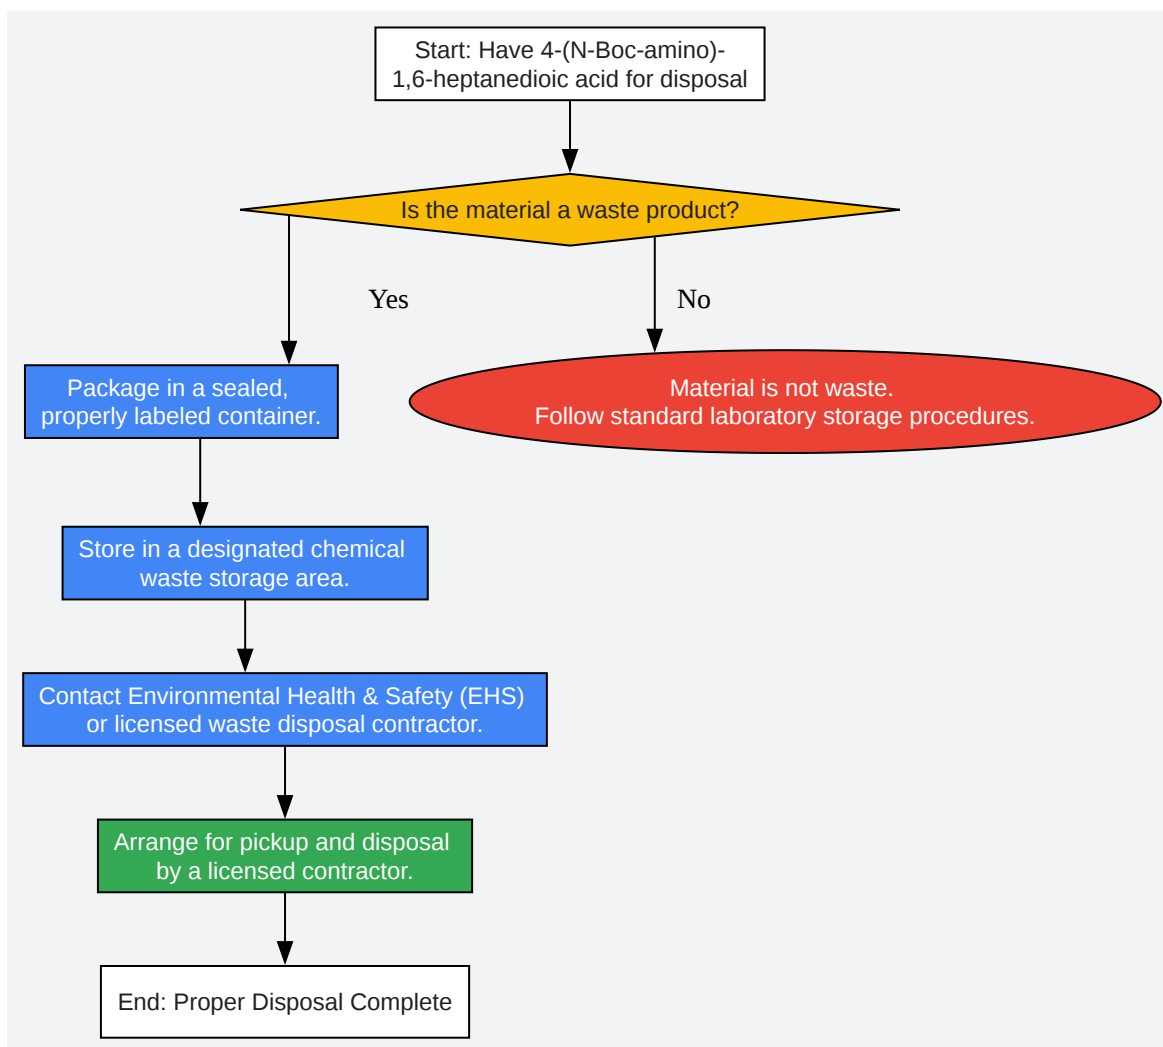 Start: Have 4-(N-Boc-amino)-
1,6-heptanedioic acid for disposal
Is the material a waste product?
Yes
No
Package in a sealed,
properly labeled container.
Material is not waste.
Follow standard laboratory storage procedures.
Store in a designated chemical
waste storage area.
Contact Environmental Health & Safety (EHS)
or licensed waste disposal contractor.
Arrange for pickup and disposal
by a licensed contractor.
End: Proper Disposal Complete